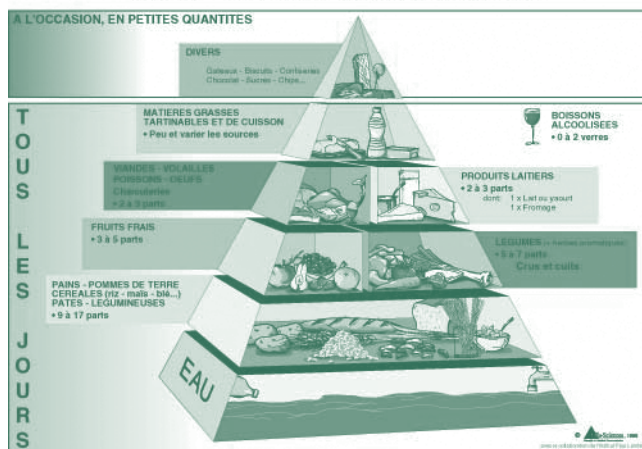 A L'OCCASION, EN PETITES QUANTITES
DIVERS
Gateaux - Biscuits - Confiseries
Chocolat - Sucres - Chips...
TOUS LES JOURS
MATIERES GRASSES
TARTINABLES ET DE CUISSON
• Peu et varier les sources
BOISSONS
ALCOOLISEES
• 0 à 2 verres
VIANDES - VOLAILLES
POISSONS - OEUFS
Charcuteries
• 2 à 3 parts
PRODUITS LAITIERS
• 2 à 3 parts
dont: 1 x Lait ou yaourt
1 x Fromage
FRUITS FRAIS
• 3 à 5 parts
LEGUMES (+ herbes aromatiques)
• 5 à 7 parts
Crus et cuits
PAINS - POMMES DE TERRE
CEREALES (riz - maïs - blé...)
PATES - LEGUMINEUSES
• 9 à 17 parts
EAU
©